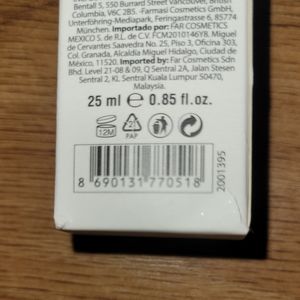 Bentall 5, 550 Burrard Street Vancouver, British
Columbia, V6C 2B5. -Farmasi Cosmetics GmbH,
Unterföhring-Mediapark, Feringastrasse 6, 85774
München. Importado por: FAR COSMETICS
MEXICO S. de R.L. de C.V. FCM2010146Y8. Miguel
de Cervantes Saavedra No. 25, Piso 3, Oficina 303,
Col. Granada, Alcaldía Miguel Hidalgo, Ciudad de
México, 11520. Imported by: Far Cosmetics Sdn
Bhd. Level 21-08 & 09, Q Sentral 2A, Jalan Stesen
Sentral 2, KL Sentral Kuala Lumpur 50470,
Malaysia.
25 ml ℮ 0.85 fl.oz.
12M
21
PAP
8 690131 770518
2001395